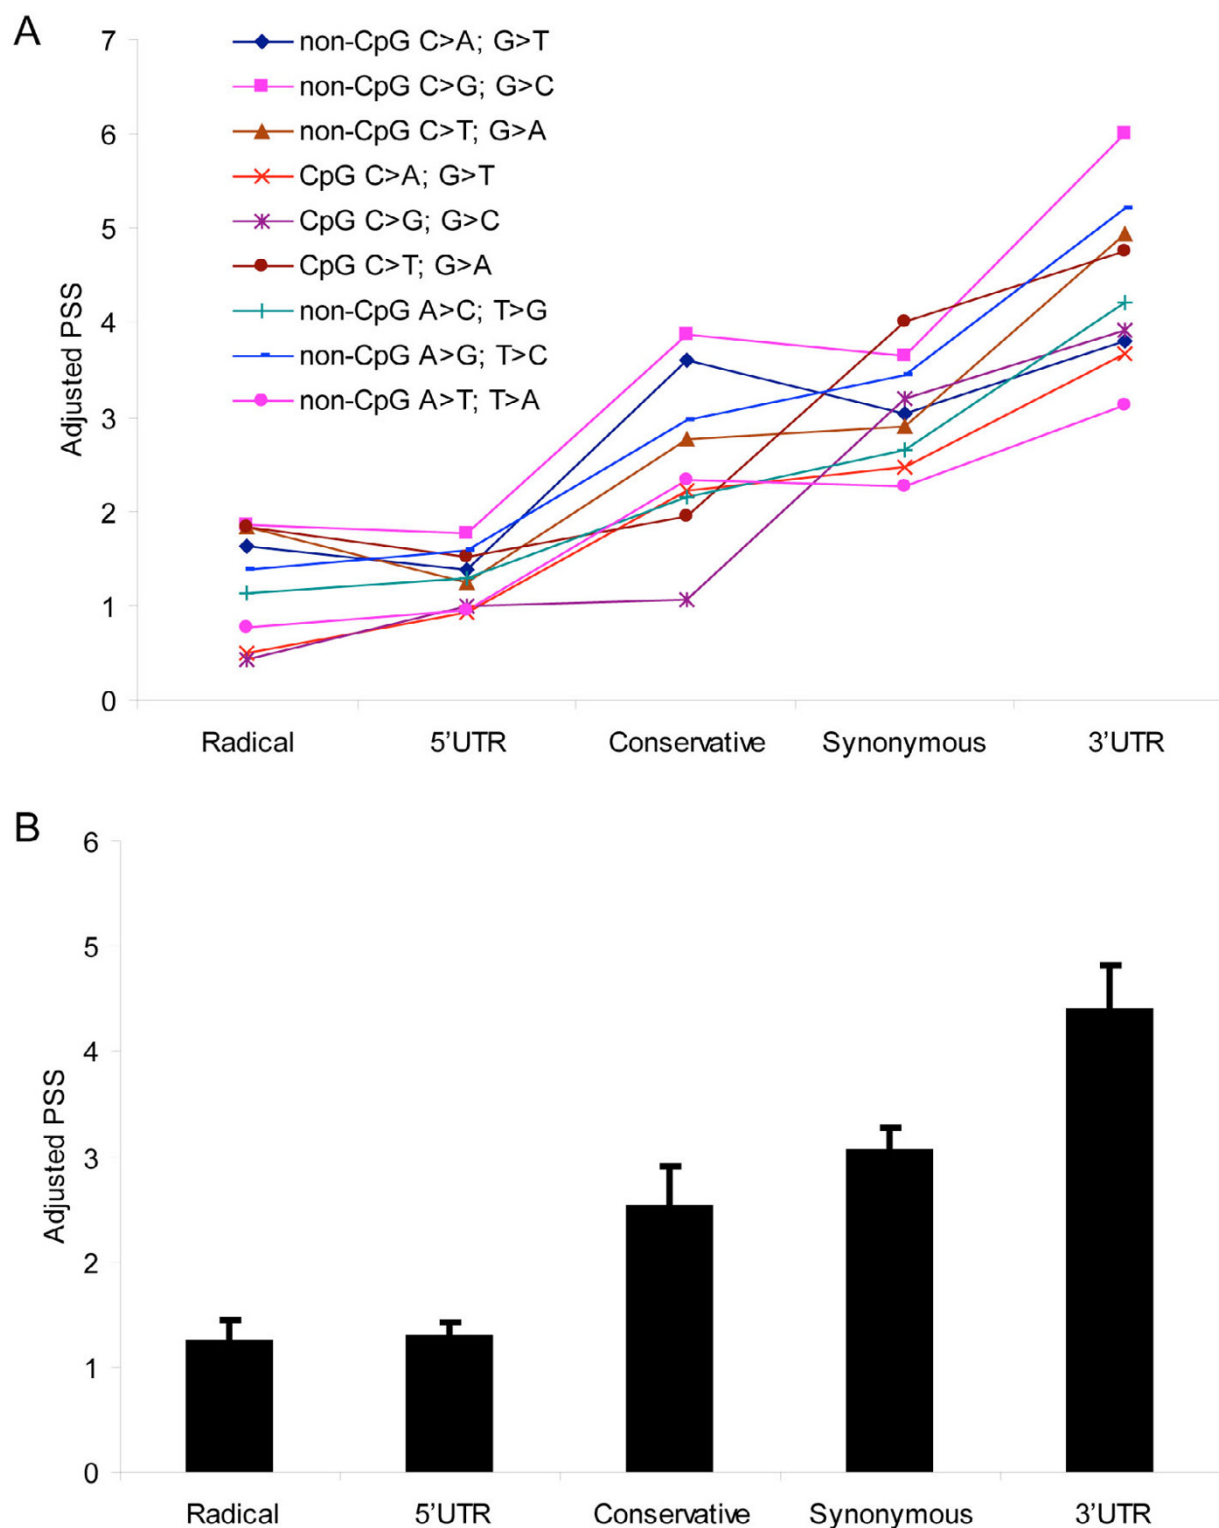 A
7
6
5
4
3
2
1
0
Adjusted PSS
non-CpG C>A; G>T
non-CpG C>G; G>C
non-CpG C>T; G>A
CpG C>A; G>T
CpG C>G; G>C
CpG C>T; G>A
non-CpG A>C; T>G
non-CpG A>G; T>C
non-CpG A>T; T>A
Radical 5’UTR Conservative Synonymous 3’UTR
B
6
5
4
3
2
1
0
Adjusted PSS
Radical 5’UTR Conservative Synonymous 3’UTR